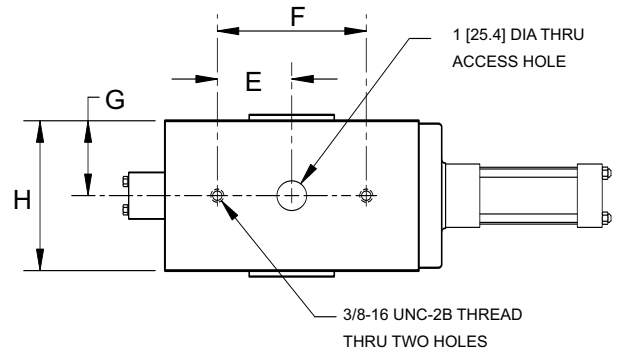 F
1 [25.4] DIA THRU
ACCESS HOLE
E
G
H
3/8-16 UNC-2B THREAD
THRU TWO HOLES